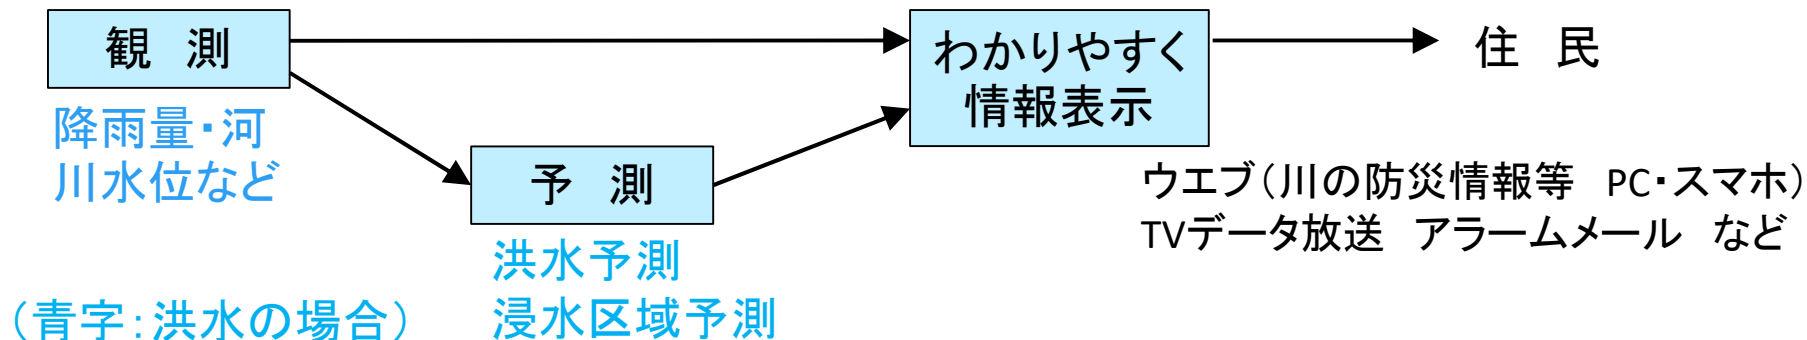 観　測
降雨量・河
川水位など
予　測
洪水予測
浸水区域予測
（青字：洪水の場合）
わかりやすく
情報表示
住　民
ウエブ（川の防災情報等　PC・スマホ）
TVデータ放送　アラームメール　など